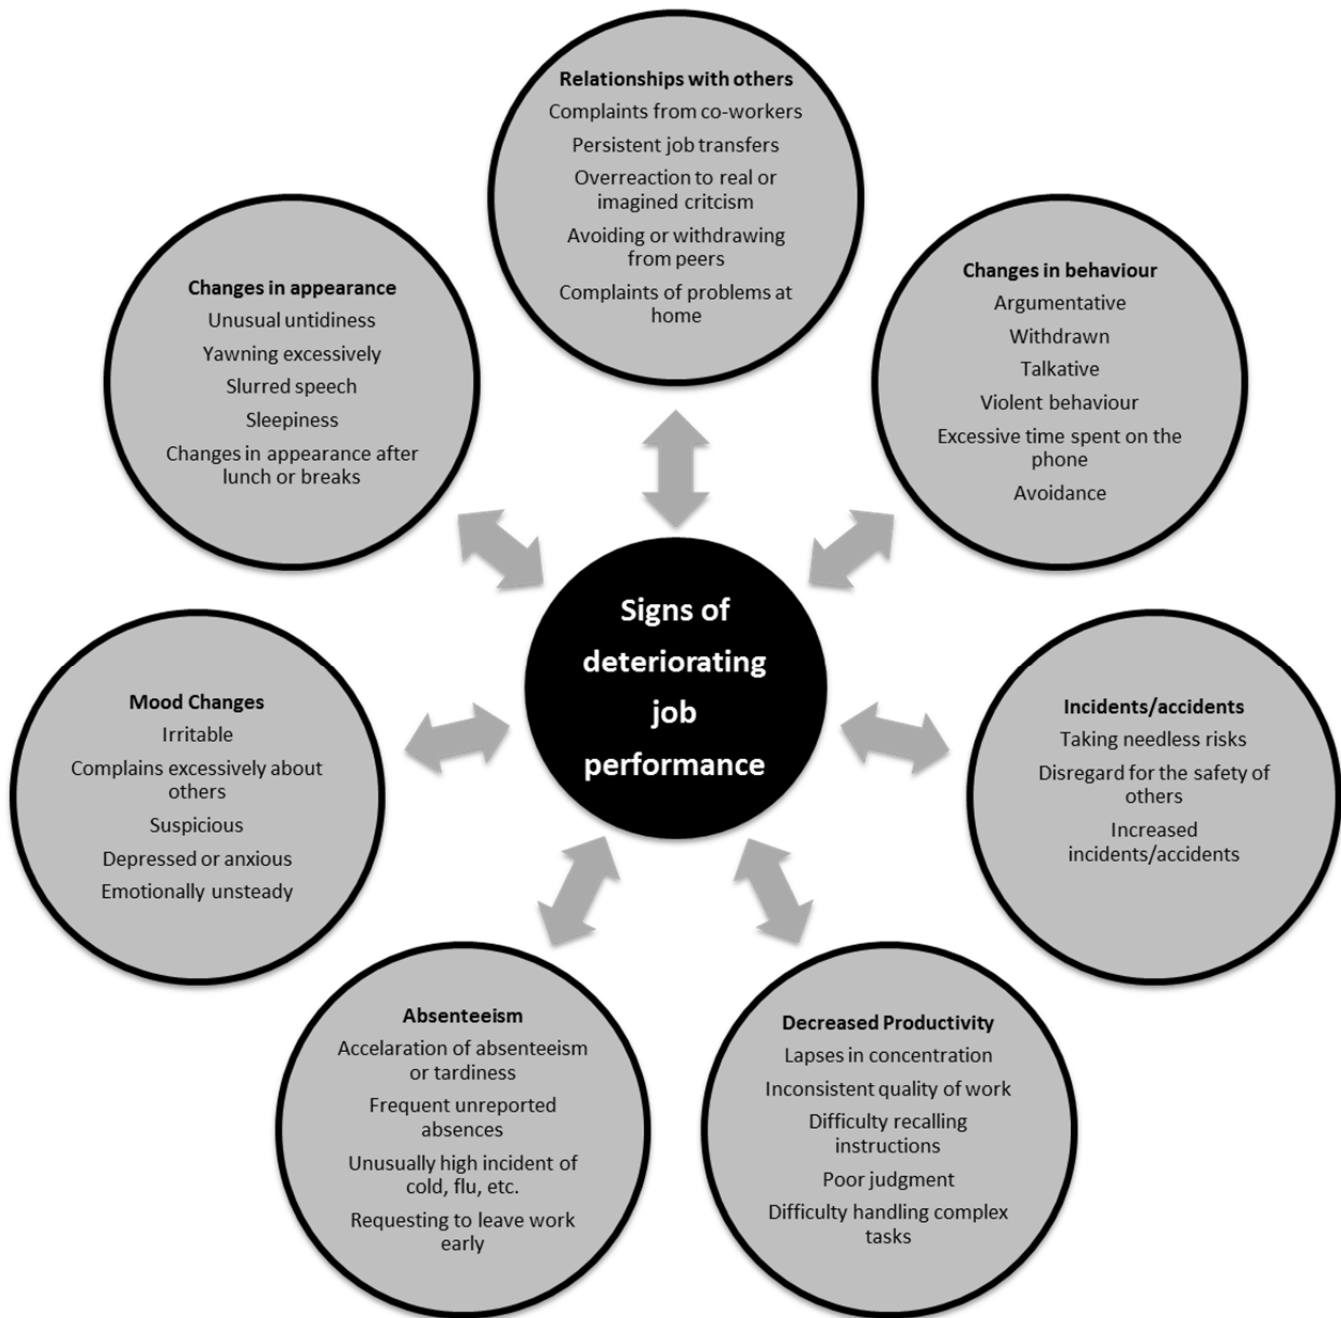 Relationships with others
Complaints from co-workers
Persistent job transfers
Overreaction to real or
imagined critcism
Avoiding or withdrawing
from peers
Complaints of problems at
home
Changes in behaviour
Argumentative
Withdrawn
Talkative
Violent behaviour
Excessive time spent on the
phone
Avoidance
Incidents/accidents
Taking needless risks
Disregard for the safety of
others
Increased
incidents/accidents
Decreased Productivity
Lapses in concentration
Inconsistent quality of work
Difficulty recalling
instructions
Poor judgment
Difficulty handling complex
tasks
Absenteeism
Accelaration of absenteeism
or tardiness
Frequent unreported
absences
Unusually high incident of
cold, flu, etc.
Requesting to leave work
early
Mood Changes
Irritable
Complains excessively about
others
Suspicious
Depressed or anxious
Emotionally unsteady
Changes in appearance
Unusual untidiness
Yawning excessively
Slurred speech
Sleepiness
Changes in appearance after
lunch or breaks
Signs of
deteriorating
job
performance